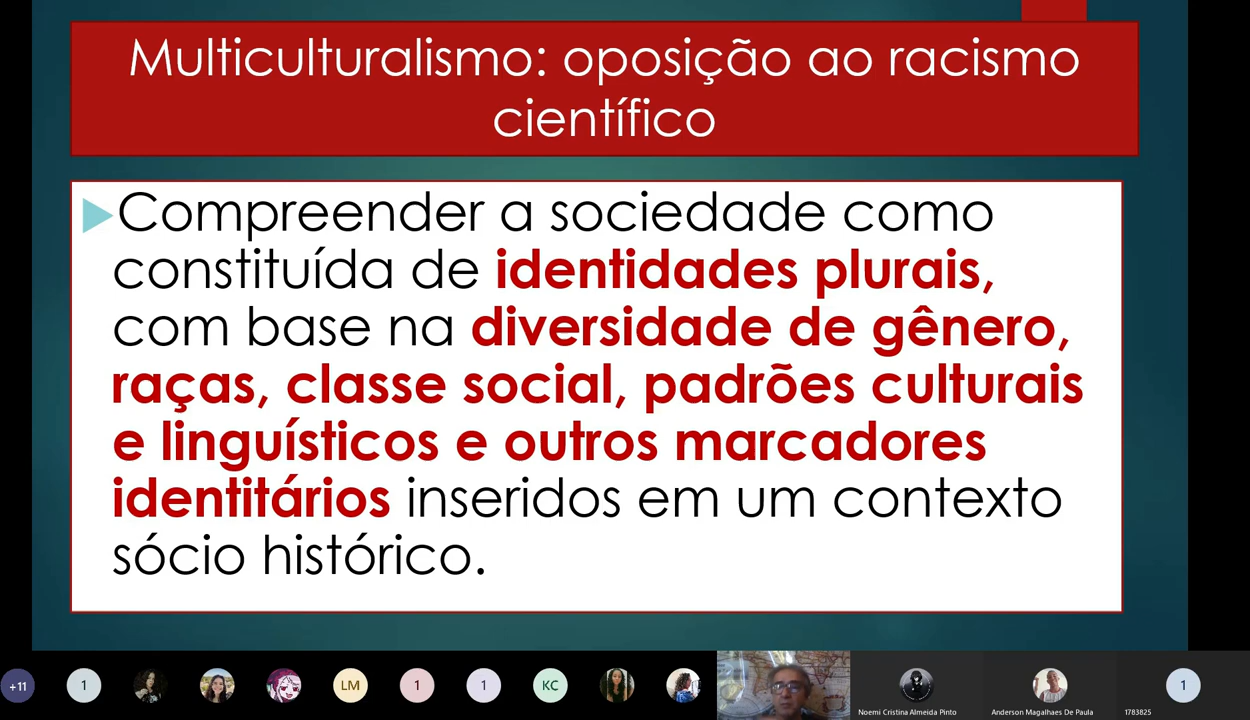 Multiculturalismo: oposição ao racismo
científico
Compreender a sociedade como
constituída de identidades plurais,
com base na diversidade de gênero,
raças, classe social, padrões culturais
e linguísticos e outros marcadores
identitários inseridos em um contexto
sócio histórico.
+11
1
LM
1
1
KC
1
Noemi Cristina Almeida Pinto
Anderson Magalhaes De Paula
1783825